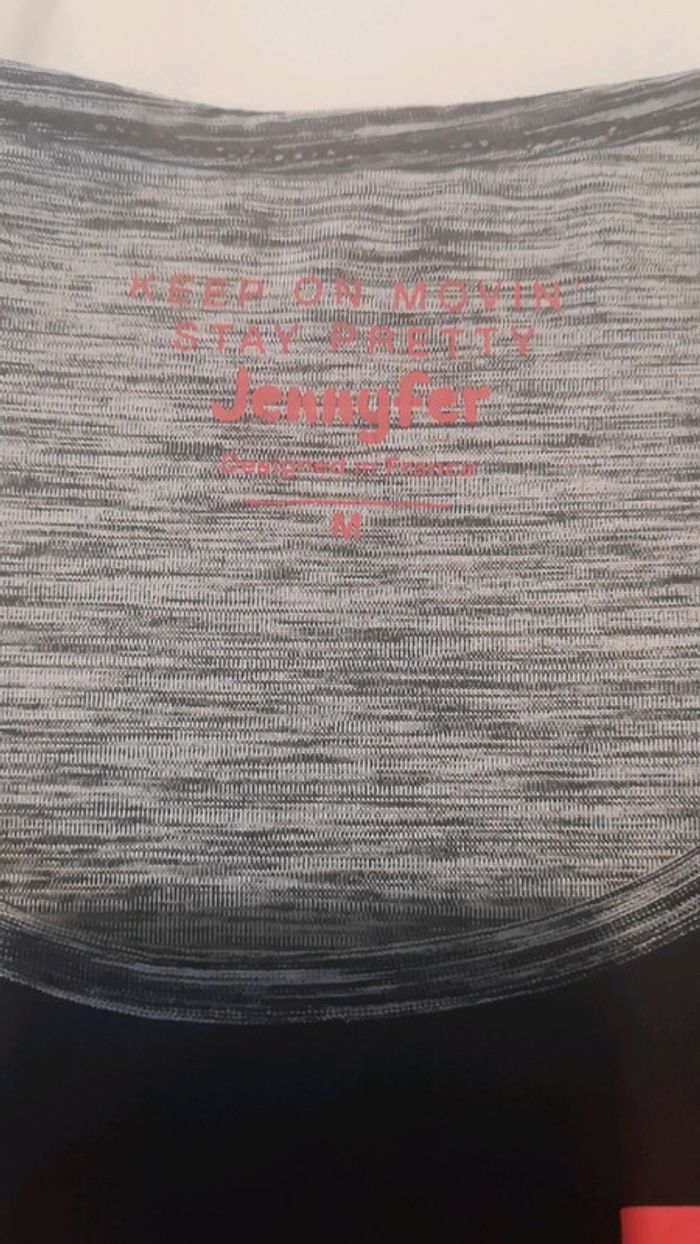 KEEP ON MOVIN'
STAY PRETTY
Jennyfer
Designed in France
M